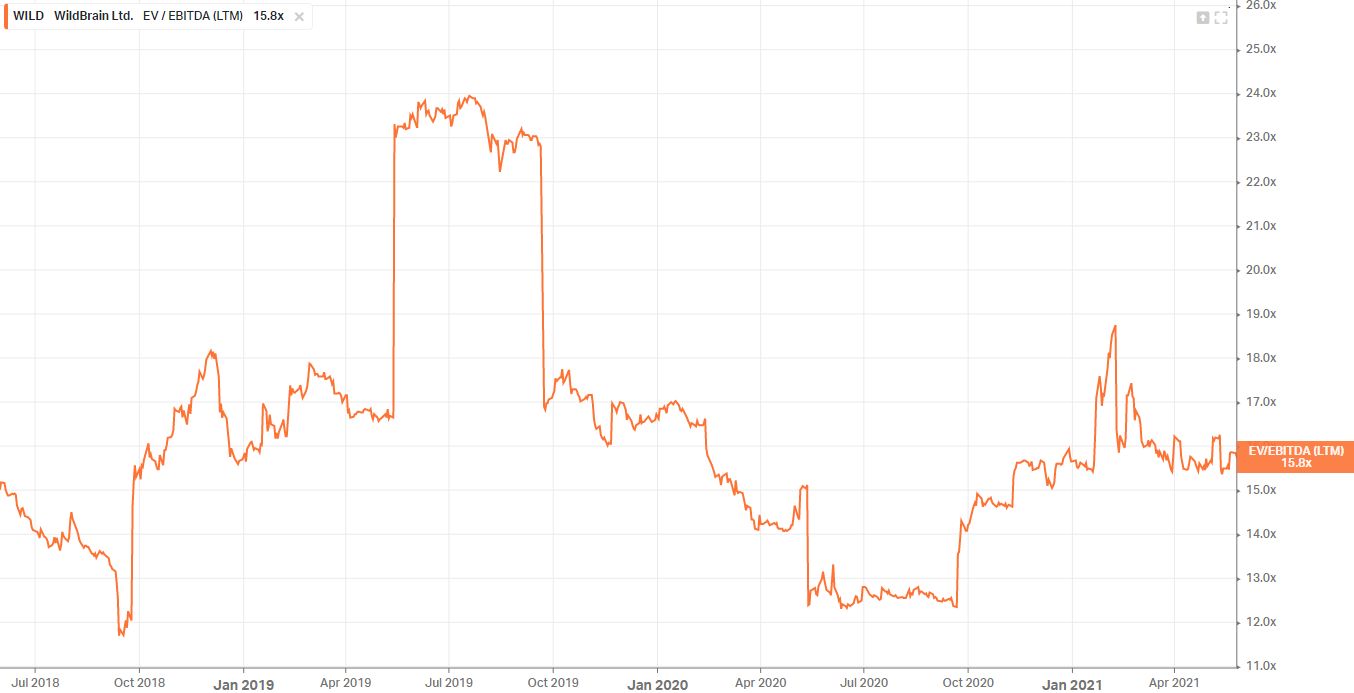 WILD WildBrain Ltd. EV / EBITDA (LTM) 15.8x ×
26.0x
25.0x
24.0x
23.0x
22.0x
21.0x
20.0x
19.0x
18.0x
17.0x
EV/EBITDA (LTM)
15.8x
15.0x
14.0x
13.0x
12.0x
11.0x
Jul 2018 Oct 2018 Jan 2019 Apr 2019 Jul 2019 Oct 2019 Jan 2020 Apr 2020 Jul 2020 Oct 2020 Jan 2021 Apr 2021